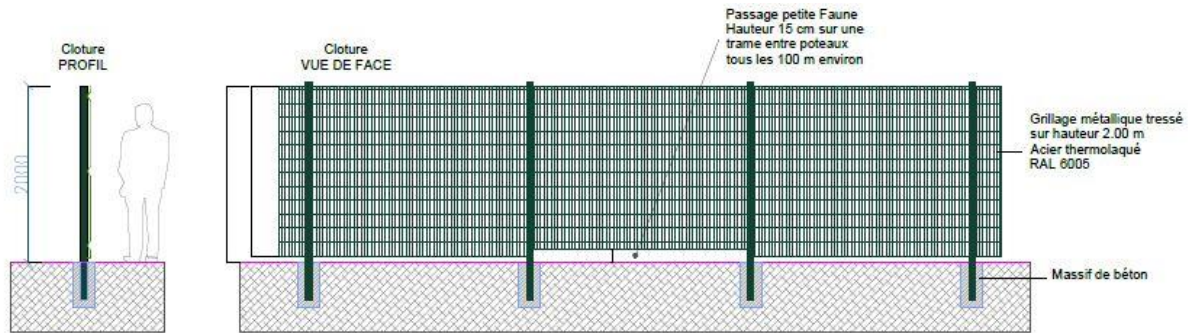 Passage petite Faune
Hauteur 15 cm sur une
trame entre poteaux
tous les 100 m environ
Cloture
PROFIL
Cloture
VUE DE FACE
2000
Grillage métallique tressé
sur hauteur 2.00 m
Acier thermolaqué
RAL 6005
Massif de béton